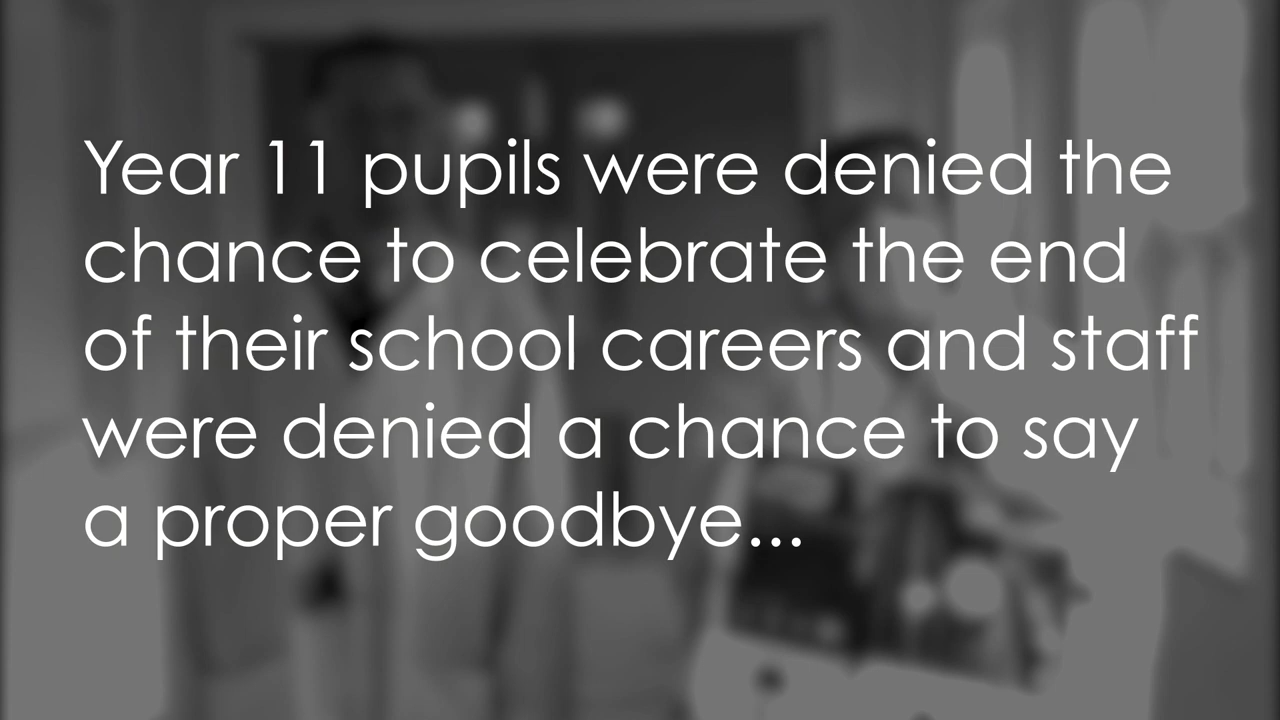 Year 11 pupils were denied the
chance to celebrate the end
of their school careers and staff
were denied a chance to say
a proper goodbye...